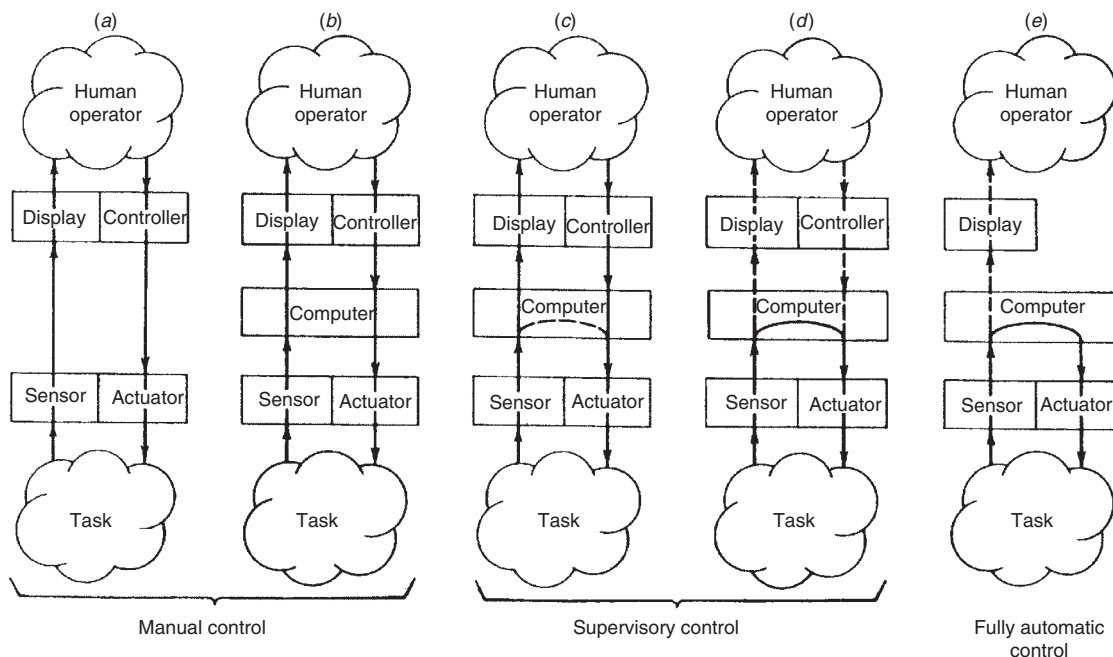 (a)
(b)
(c)
(d)
(e)
Human
operator
Human
operator
Human
operator
Human
operator
Human
operator
Display
Controller
Display
Controller
Display
Controller
Display
Controller
Display
Computer
Computer
Computer
Computer
Sensor
Actuator
Sensor
Actuator
Sensor
Actuator
Sensor
Actuator
Sensor
Actuator
Task
Task
Task
Task
Task
Manual control
Supervisory control
Fully automatic
control